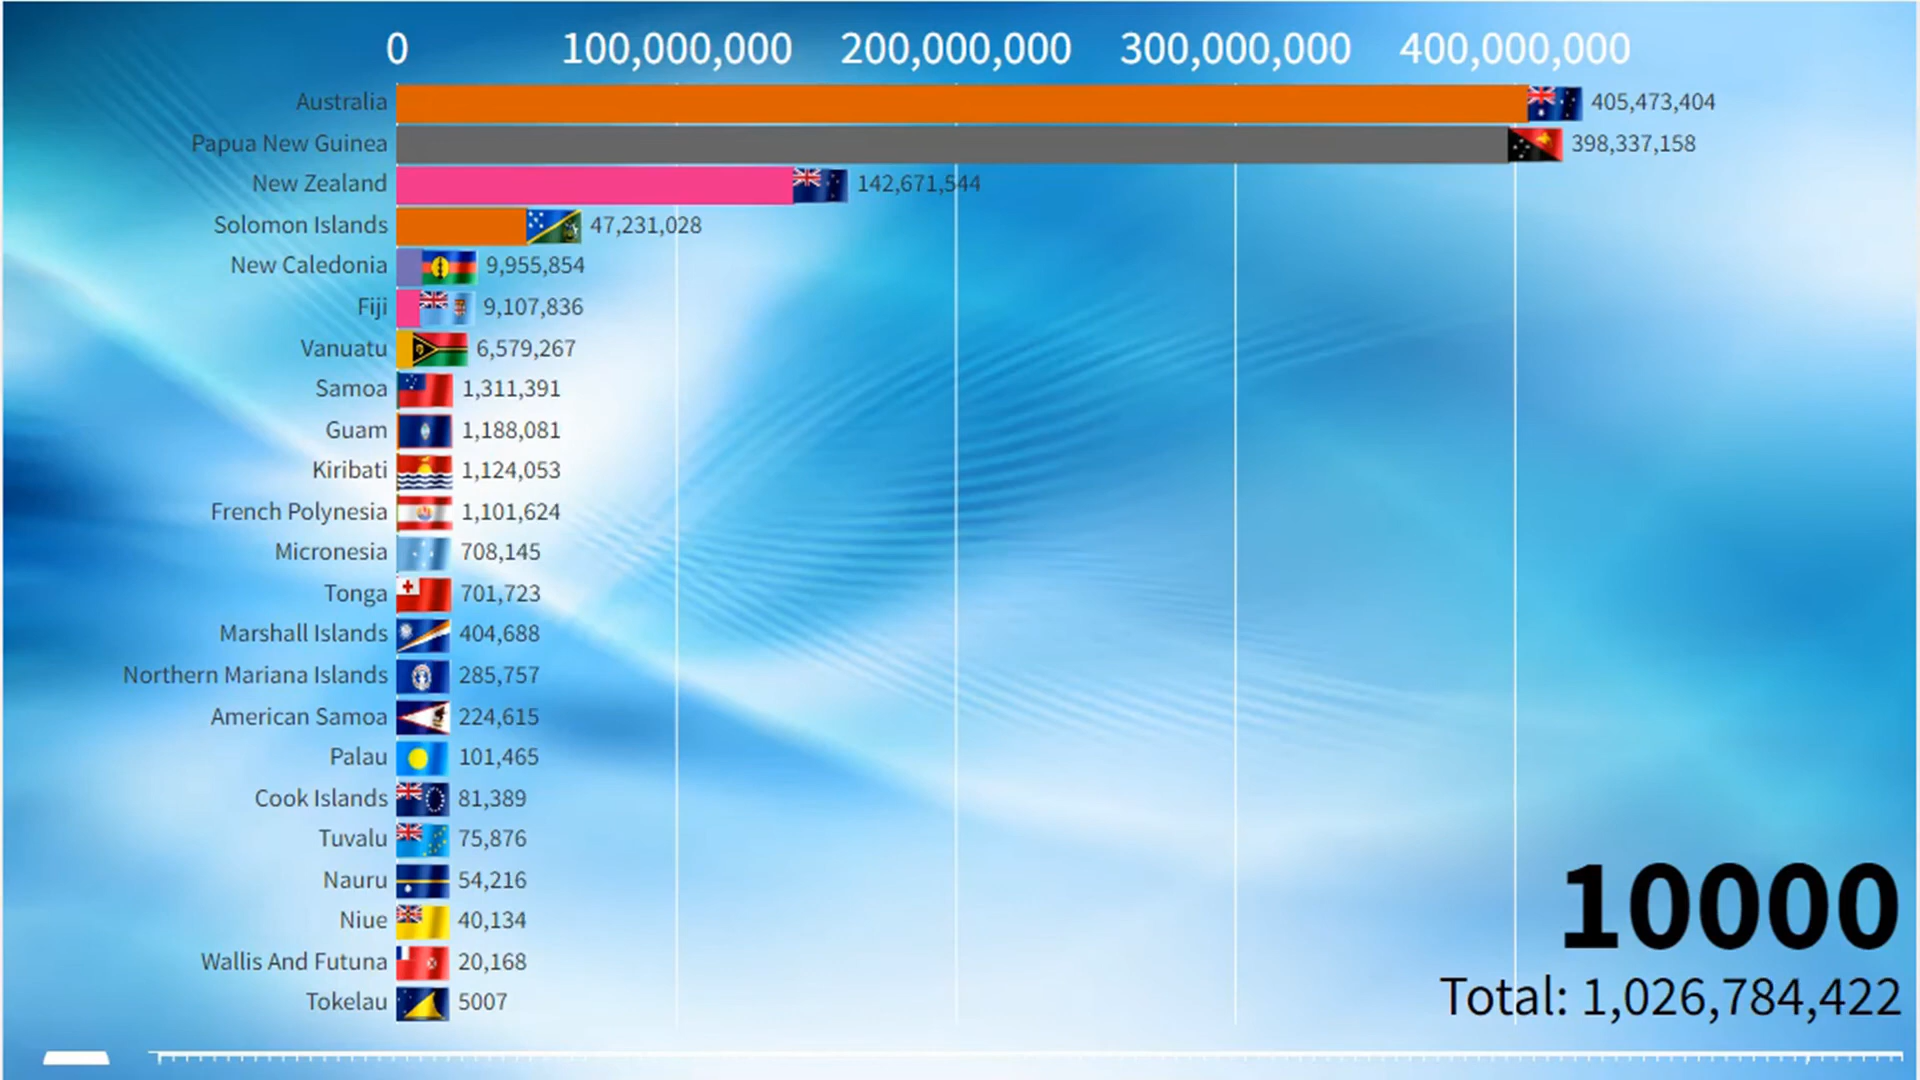 0 100,000,000 200,000,000 300,000,000 400,000,000
Australia 405,473,404
Papua New Guinea 398,337,158
New Zealand 142,671,544
Solomon Islands 47,231,028
New Caledonia 9,955,854
Fiji 9,107,836
Vanuatu 6,579,267
Samoa 1,311,391
Guam 1,188,081
Kiribati 1,124,053
French Polynesia 1,101,624
Micronesia 708,145
Tonga 701,723
Marshall Islands 404,688
Northern Mariana Islands 285,757
American Samoa 224,615
Palau 101,465
Cook Islands 81,389
Tuvalu 75,876
Nauru 54,216
Niue 40,134
Wallis And Futuna 20,168
Tokelau 5007
10000
Total: 1,026,784,422